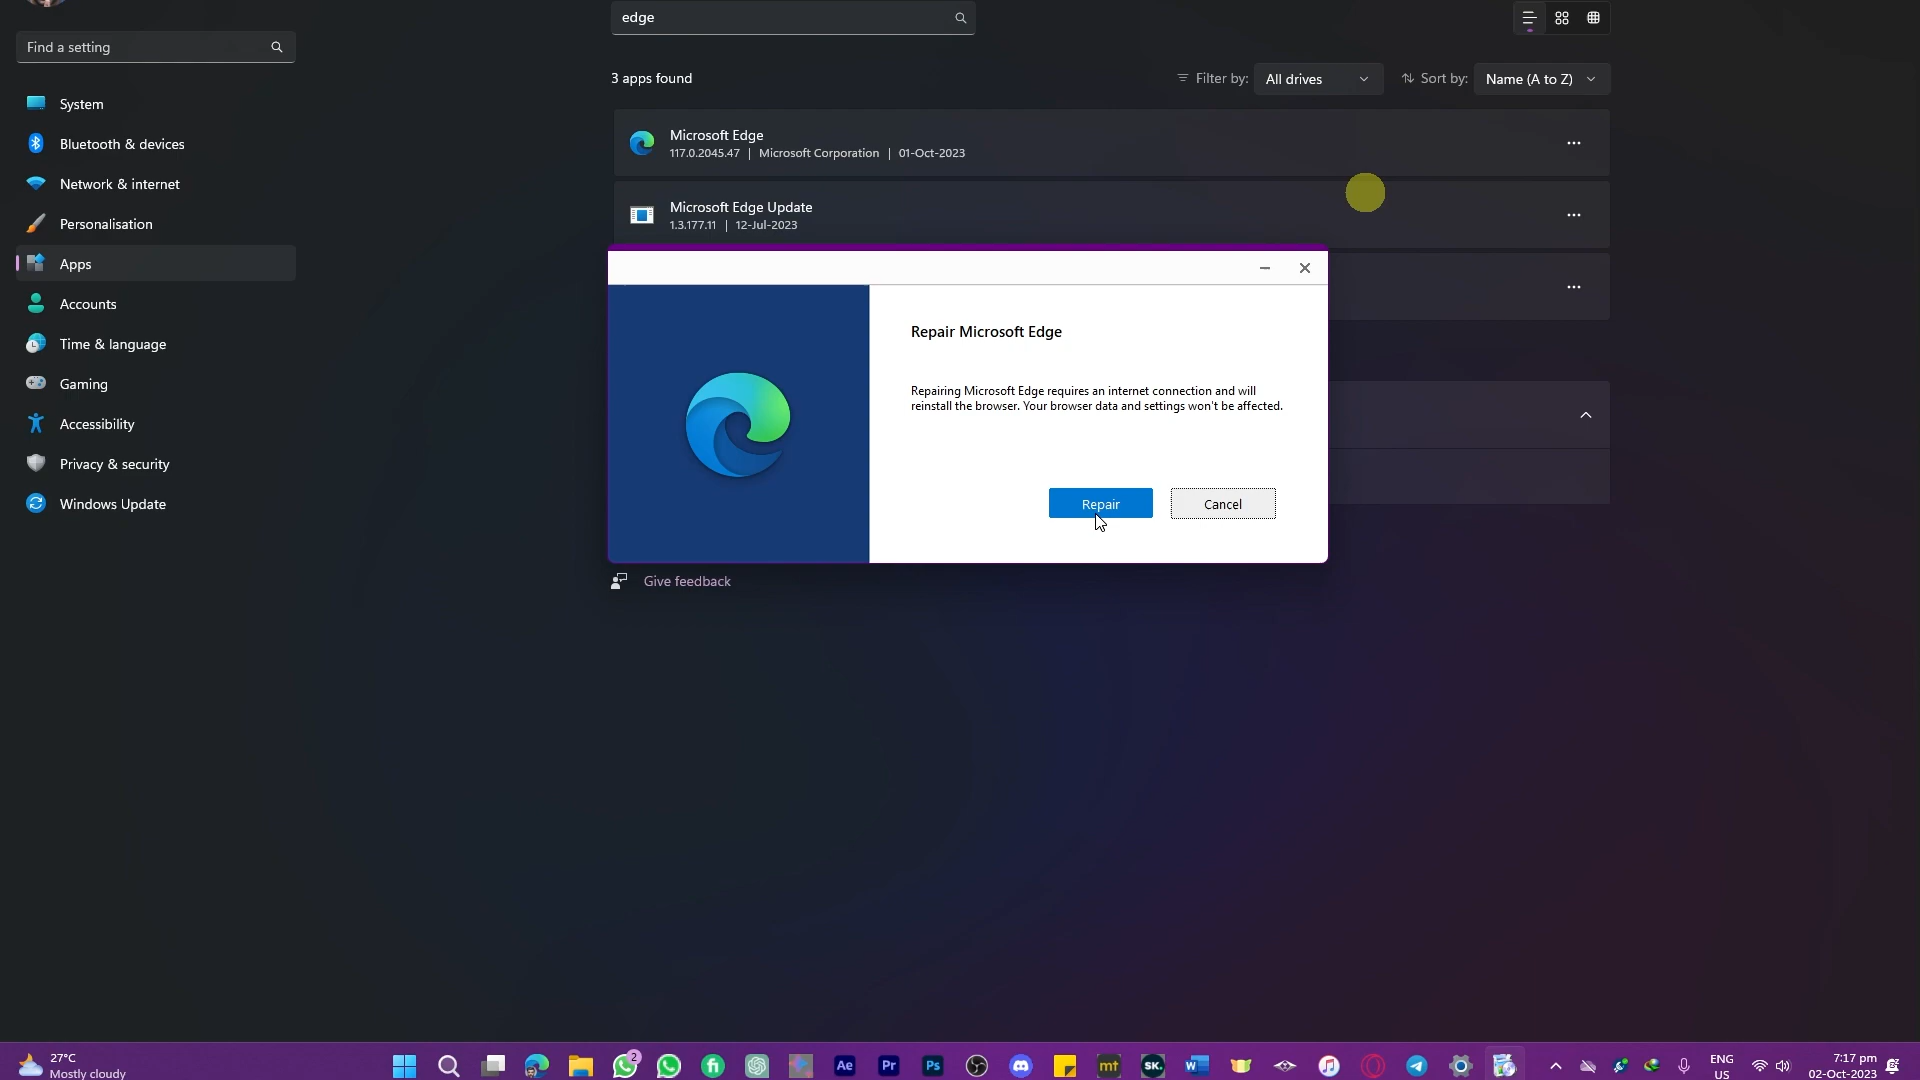 edge
Find a setting
3 apps found
Filter by:
All drives
Sort by:
Name (A to Z)
System
Bluetooth & devices
Network & internet
Personalisation
Apps
Accounts
Time & language
Gaming
Accessibility
Privacy & security
Windows Update
Microsoft Edge
117.0.2045.47 | Microsoft Corporation | 01-Oct-2023
Microsoft Edge Update
1.3.177.11 | 12-Jul-2023
Repair Microsoft Edge
Repairing Microsoft Edge requires an internet connection and will
reinstall the browser. Your browser data and settings won't be affected.
Repair
Cancel
Give feedback
27°C
Mostly cloudy
2
Ae
Pr
Ps
mt
SK.
ENG
US
7:17 pm
02-Oct-2023